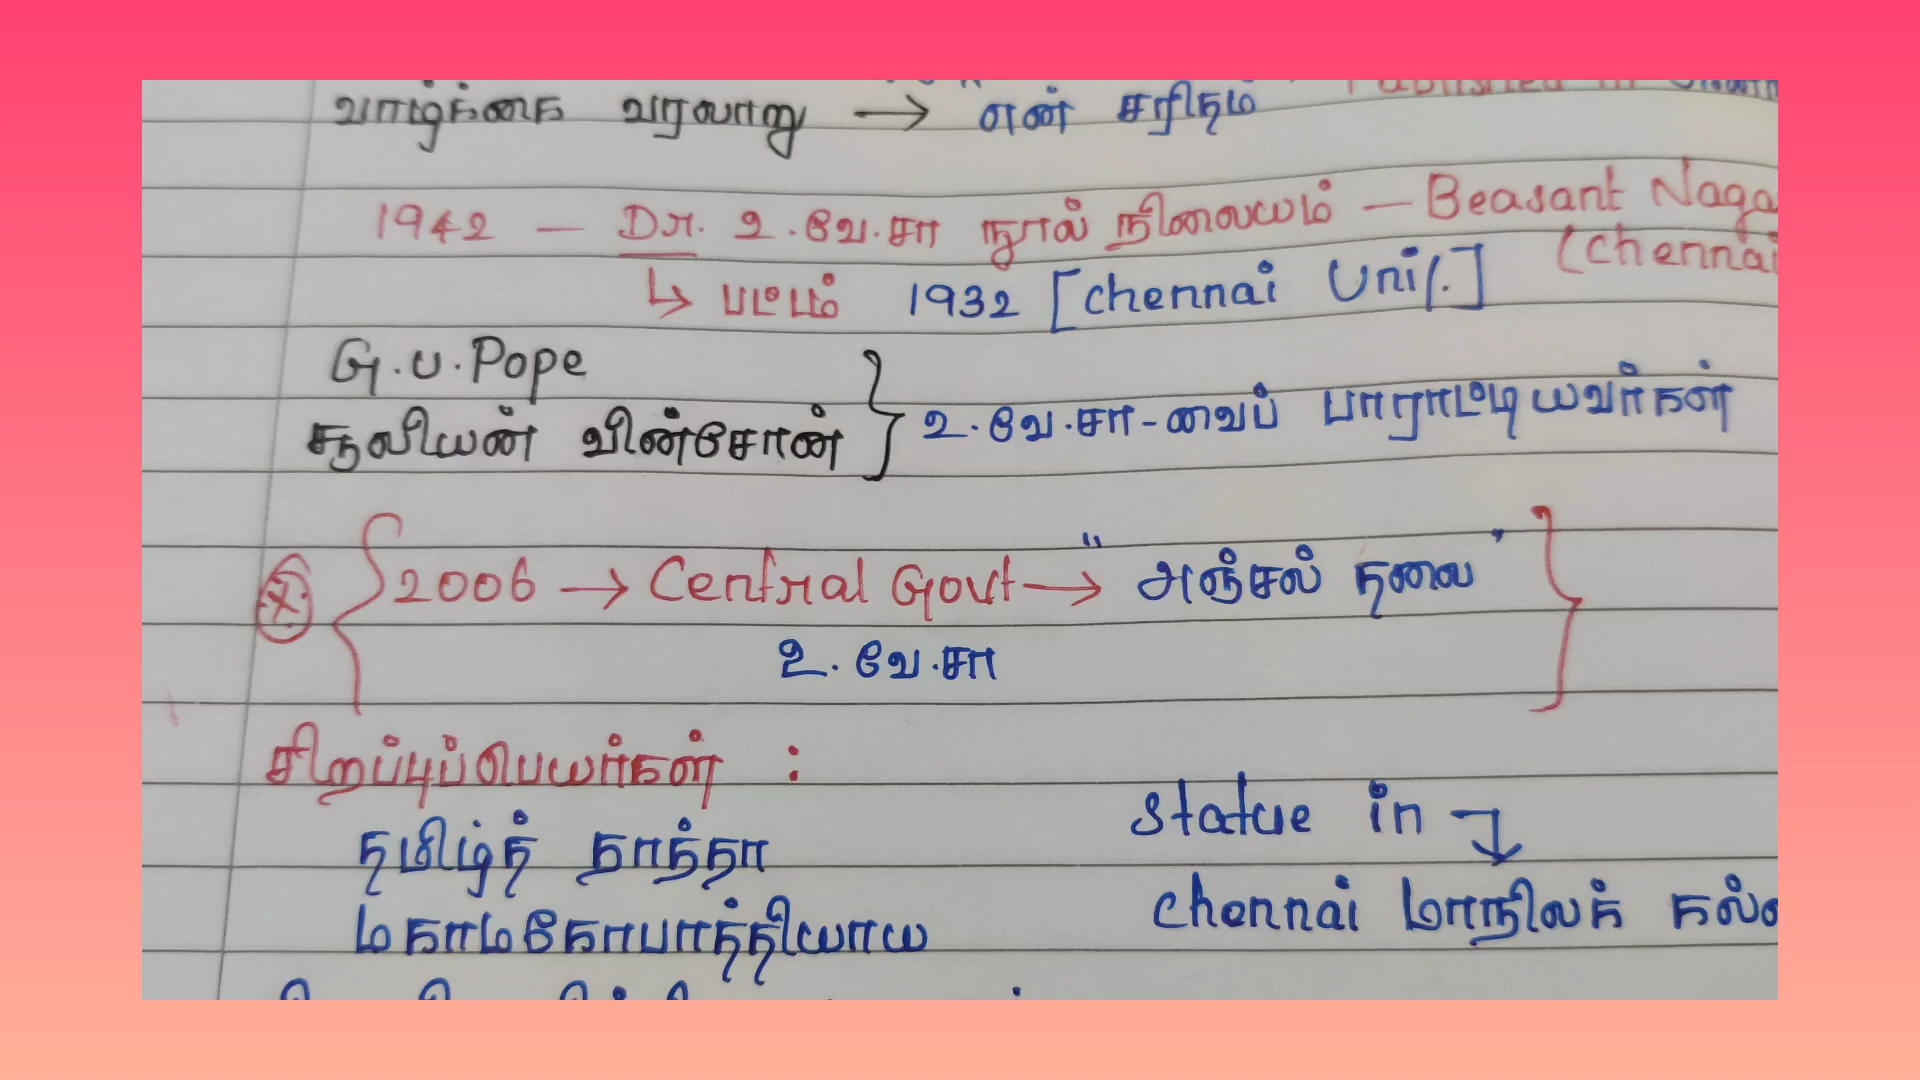 வாழ்க்கை வரலாறு → என் சரிதம்
1942 — Dr. உ.வே.சா நூல் நிலையம் — Beasant Naga
↳ பட்டம் 1932 [Chennai Uni/.] (Chennai
G.U.Pope
சூலியன் வின்சோன் } உ.வே.சா-வைப் பாராட்டியவர்கள்
2006 → Central Govt → "அஞ்சல் தலை"
உ.வே.சா
சிறப்புப்பெயர்கள் :
Statue in
தமிழ்த் தாத்தா
Chennai மாநிலக்
மகாமகோபாத்தியாய